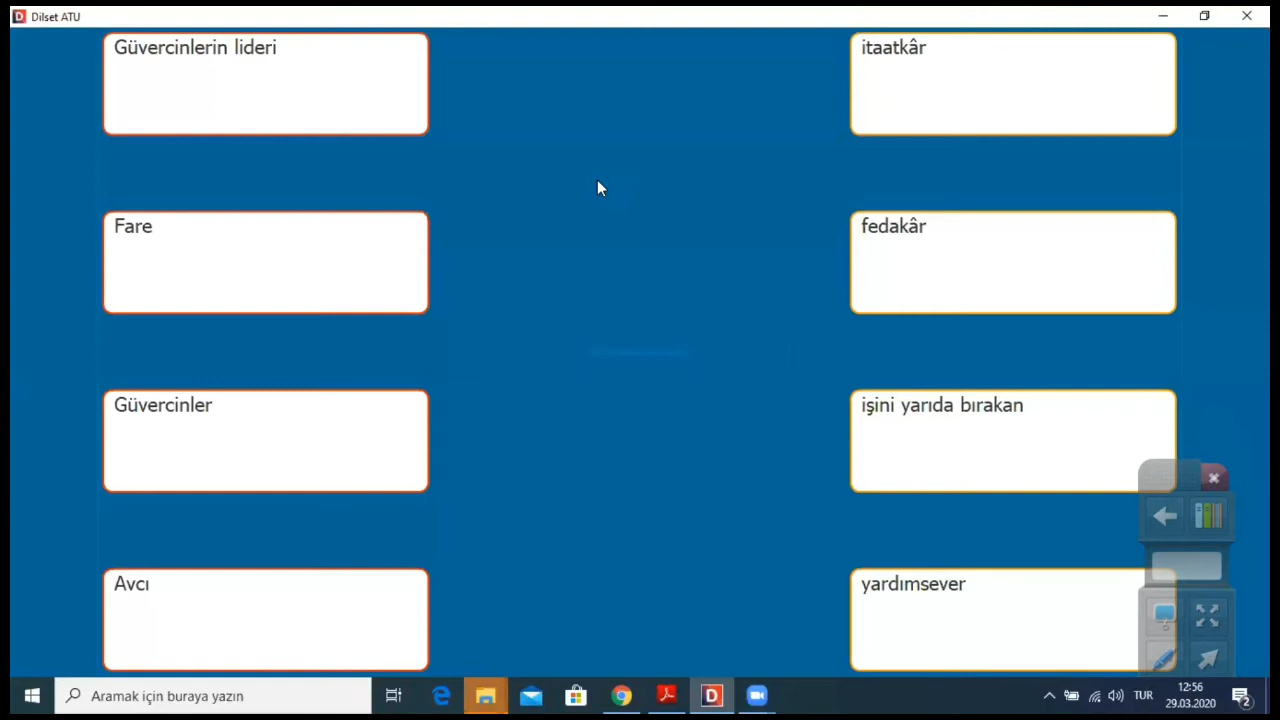 Dilset ATU
Güvercinlerin lideri
itaatkâr
Fare
fedakâr
Güvercinler
işini yarıda bırakan
Avcı
yardımsever
Aramak için buraya yazın
TUR
12:56
29.03.2020
2